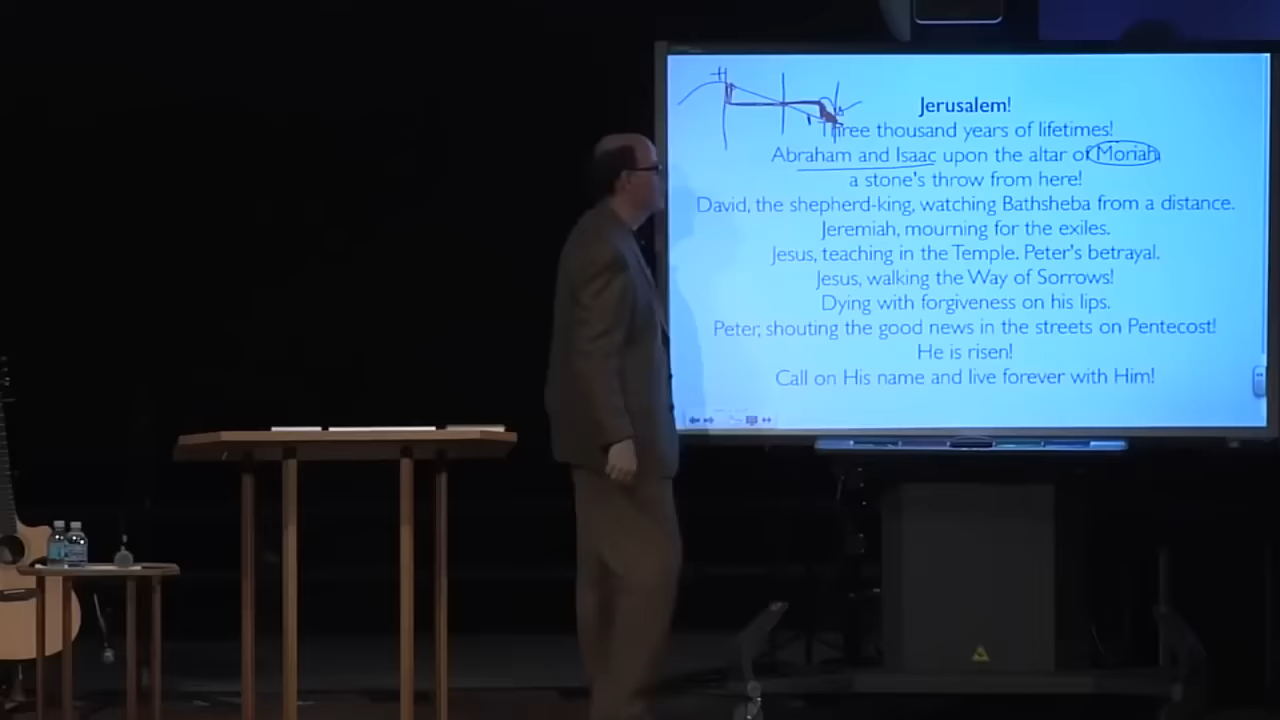 Jerusalem!
Three thousand years of lifetimes!
Abraham and Isaac upon the altar of Moriah
a stone's throw from here!
David, the shepherd-king, watching Bathsheba from a distance.
Jeremiah, mourning for the exiles.
Jesus, teaching in the Temple. Peter's betrayal.
Jesus, walking the Way of Sorrows!
Dying with forgiveness on his lips.
Peter, shouting the good news in the streets on Pentecost!
He is risen!
Call on His name and live forever with Him!